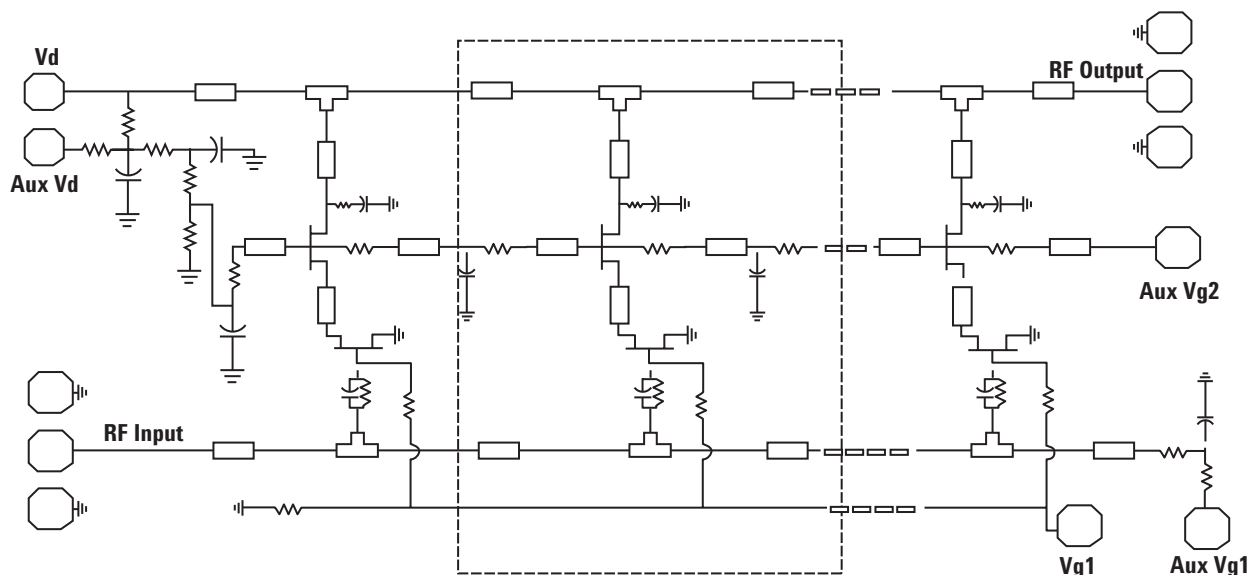 Vd
RF Output
Aux Vd
Aux Vg2
RF Input
Vg1
Aux Vg1